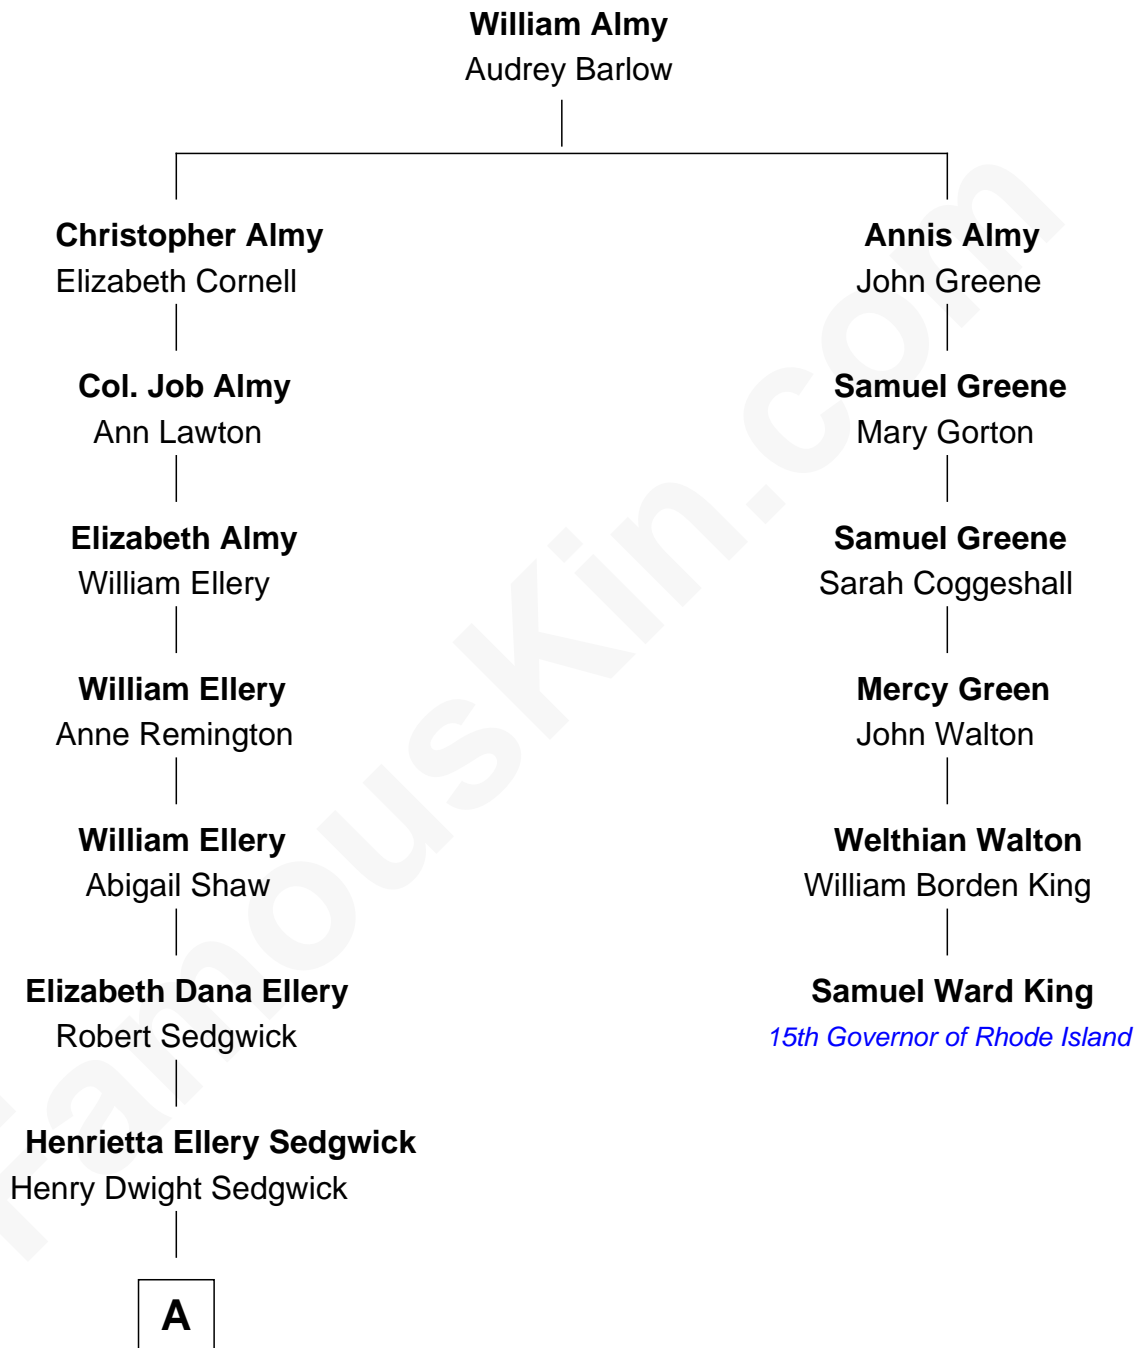 William Almy
Audrey Barlow
Christopher Almy
Elizabeth Cornell
Annis Almy
John Greene
Col. Job Almy
Ann Lawton
Samuel Greene
Mary Gorton
Elizabeth Almy
William Ellery
Samuel Greene
Sarah Coggeshall
William Ellery
Anne Remington
Mercy Green
John Walton
William Ellery
Abigail Shaw
Welthian Walton
William Borden King
Elizabeth Dana Ellery
Robert Sedgwick
Samuel Ward King
15th Governor of Rhode Island
Henrietta Ellery Sedgwick
Henry Dwight Sedgwick
A
FamousKin.com